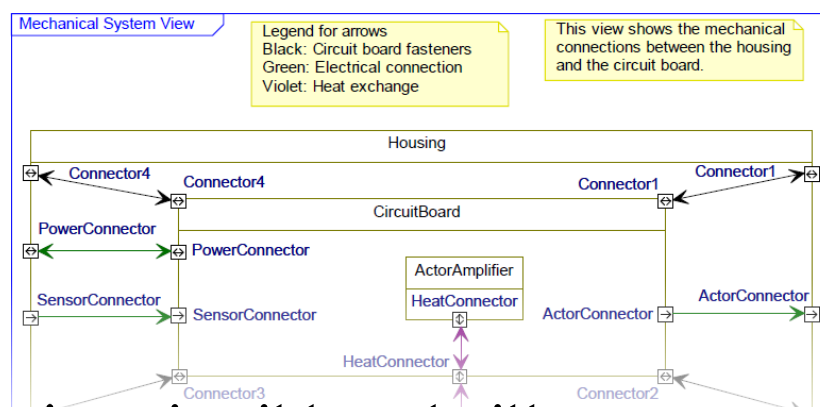 Mechanical System View
Legend for arrows
Black: Circuit board fasteners
Green: Electrical connection
Violet: Heat exchange
This view shows the mechanical
connections between the housing
and the circuit board.
Housing
Connector4
Connector4
Connector1
Connector1
CircuitBoard
PowerConnector
PowerConnector
ActorAmplifier
HeatConnector
SensorConnector
SensorConnector
ActorConnector
ActorConnector
HeatConnector
Connector3
Connector2